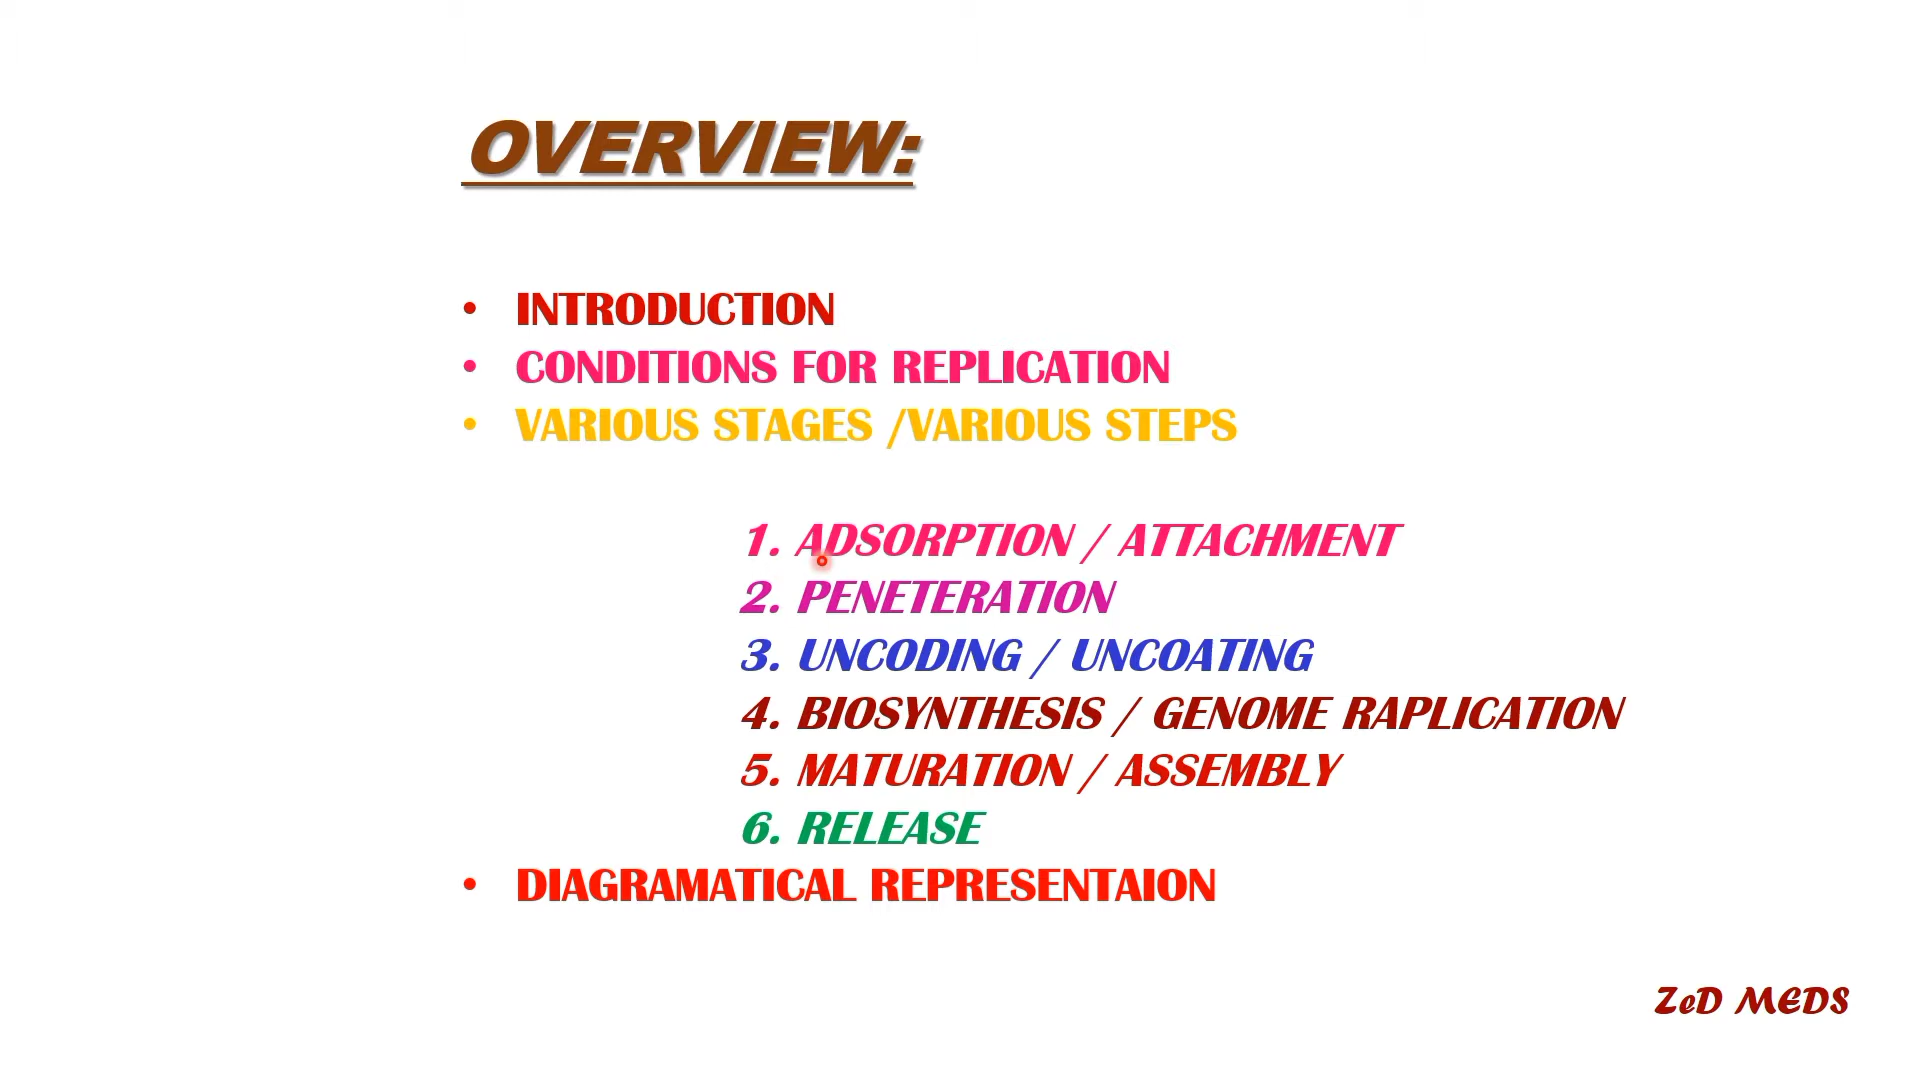 OVERVIEW:
• INTRODUCTION
• CONDITIONS FOR REPLICATION
• VARIOUS STAGES /VARIOUS STEPS
1. ADSORPTION / ATTACHMENT
2. PENETERATION
3. UNCODING / UNCOATING
4. BIOSYNTHESIS / GENOME RAPLICATION
5. MATURATION / ASSEMBLY
6. RELEASE
• DIAGRAMATICAL REPRESENTAION
ZeD MEDS